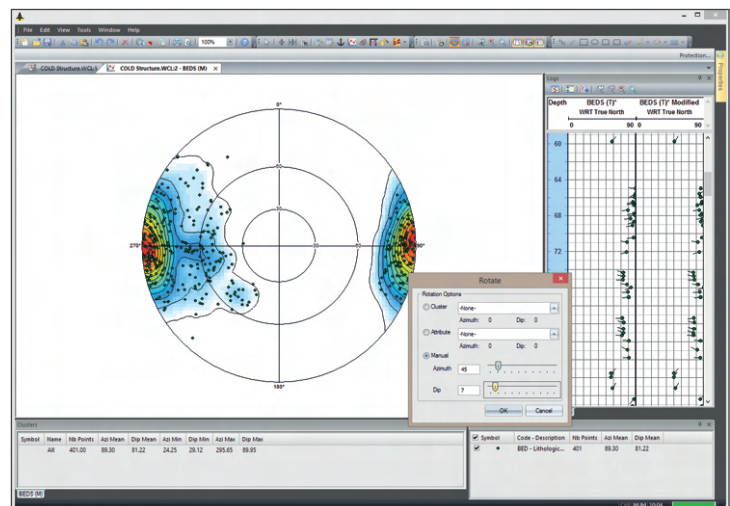 File Edit View Tools Window Help
100%
Protection...
COLD Structure.WCL:1 COLD Structure.WCL:2 - BEDS (M) ×
Properties
Logs
Depth BEDS (T)* BEDS (T)* Modified
WRT True North WRT True North
0 90 0 90
60
64
68
72
0°
60
30
270° 30 60 90°
180°
Rotate
Rotation Options
Cluster -None-
Azimuth: 0 Dip: 0
Attribute -None-
Azimuth: 0 Dip: 0
Manual
Azimuth 45
Dip 7
OK Cancel
Clusters
Symbol Name Nb Points Azi Mean Dip Mean Azi Min Dip Min Azi Max Dip Max
All 401.00 89.30 81.22 24.25 29.12 295.65 89.95
Symbol Code - Description Nb Points Azi Mean Dip Mean
BED - Lithologic... 401 89.30 81.22
BEDS (M)
NUM